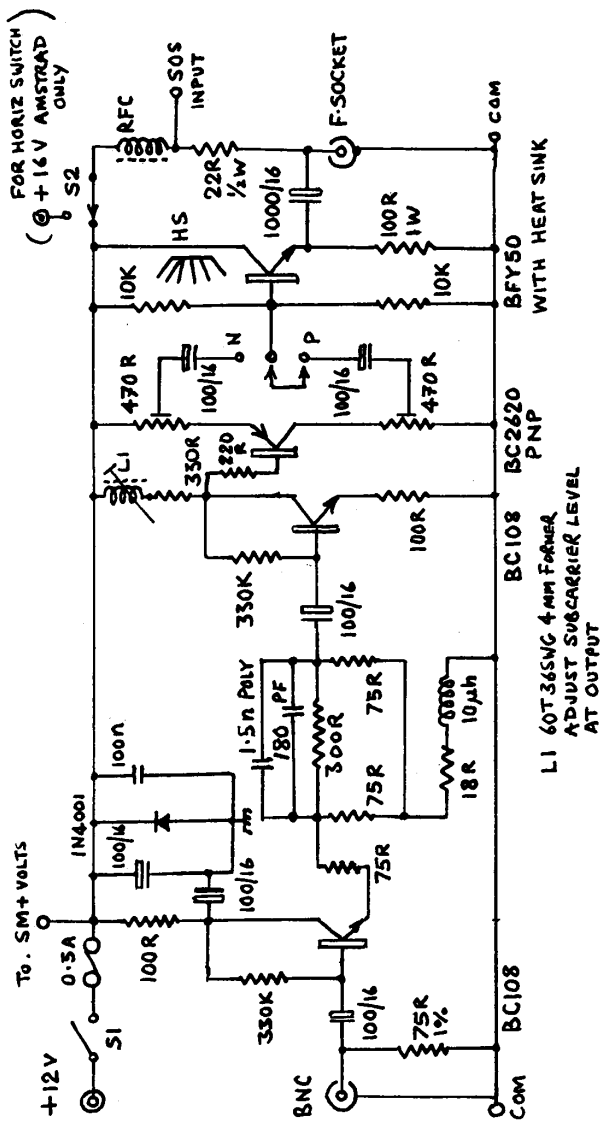 +12V
S1
0.5A
To. SM+ VOLTS
1N4001
100/16
100n
100R
100/16
330K
BNC
100/16
75R
1%
COM
BC108
75R
1.5n POLY
180 PF
300R
75R
75R
18R
10µh
100/16
330K
L1
330R
220
R
100R
BC108
470R
100/16
N
P
100/16
470R
BC2620
PNP
10K
HS
10K
BFY50
WITH HEAT SINK
1000/16
100R
1W
FOR HORIZ SWITCH
( +16V AMSTRAD )
ONLY
S2
RFC
SOS
INPUT
22R
½W
F.SOCKET
COM
L1 60T 36SWG 4MM FORMER
ADJUST SUBCARRIER LEVEL
AT OUTPUT